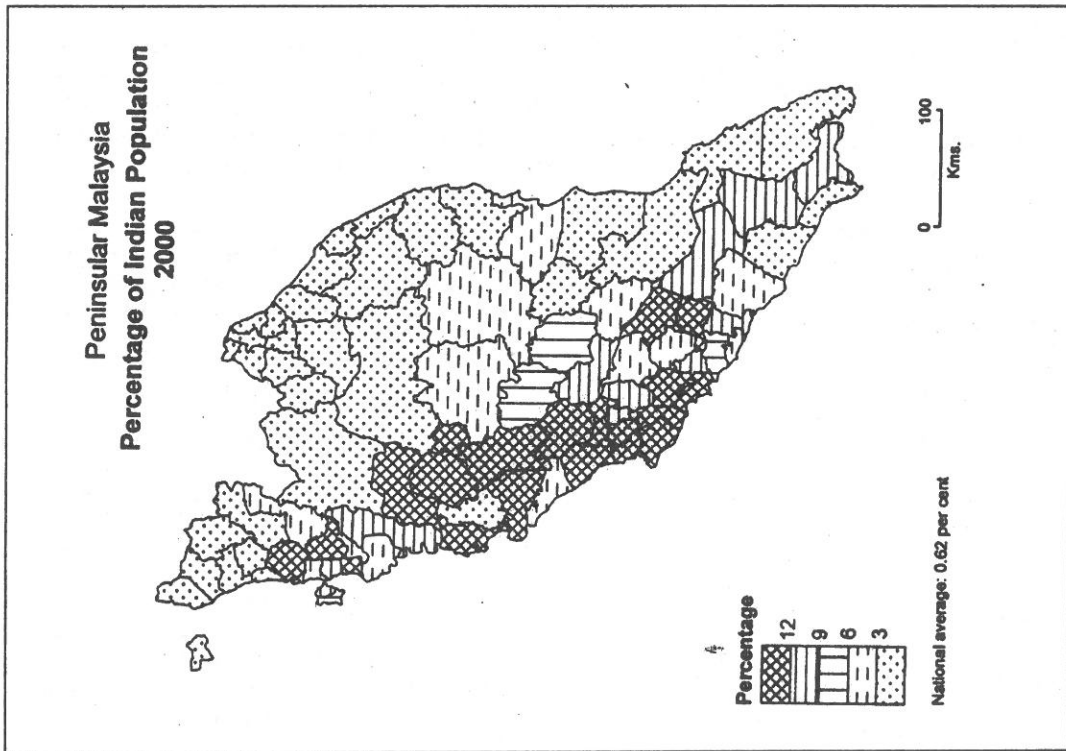 Peninsular Malaysia
Percentage of Indian Population
2000
Percentage
12
9
6
3
National average: 0.62 per cent
0 100
Kms.